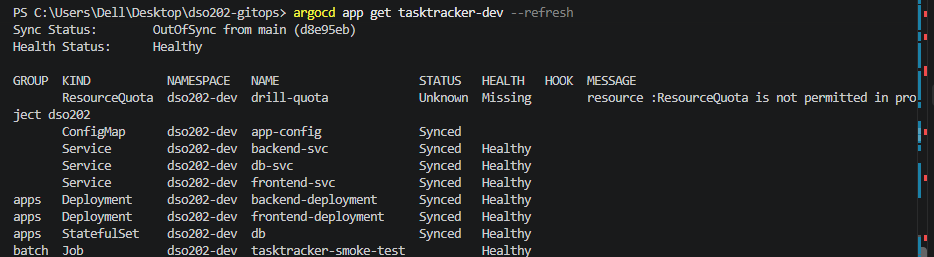 PS C:\Users\Dell\Desktop\dso202-gitops> argocd app get tasktracker-dev --refresh
Sync Status:        OutOfSync from main (d8e95eb)
Health Status:      Healthy

GROUP  KIND           NAMESPACE   NAME                     STATUS   HEALTH   HOOK  MESSAGE
       ResourceQuota  dso202-dev  drill-quota              Unknown  Missing        resource :ResourceQuota is not permitted in pro
ject dso202
       ConfigMap      dso202-dev  app-config               Synced
       Service        dso202-dev  backend-svc              Synced   Healthy
       Service        dso202-dev  db-svc                   Synced   Healthy
       Service        dso202-dev  frontend-svc             Synced   Healthy
apps   Deployment     dso202-dev  backend-deployment       Synced   Healthy
apps   Deployment     dso202-dev  frontend-deployment      Synced   Healthy
apps   StatefulSet    dso202-dev  db                       Synced   Healthy
batch  Job            dso202-dev  tasktracker-smoke-test            Healthy